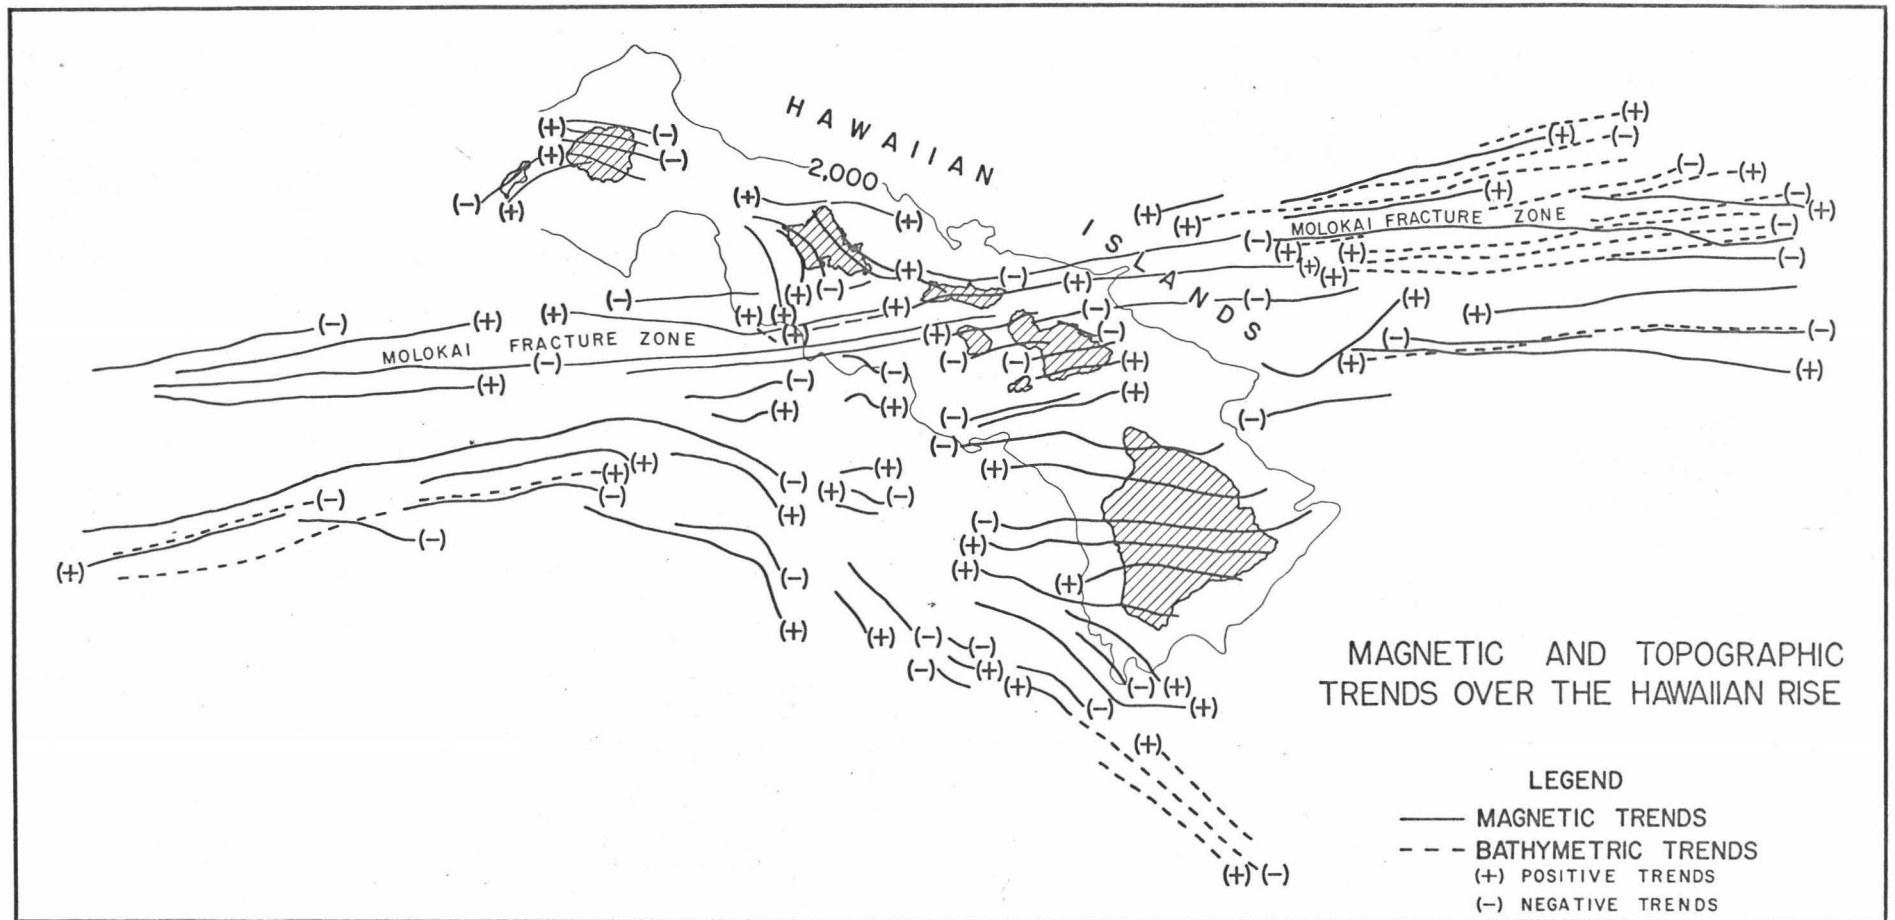 HAWAIIAN
2,000
ISLANDS
MOLOKAI FRACTURE ZONE
MOLOKAI FRACTURE ZONE
MAGNETIC AND TOPOGRAPHIC
TRENDS OVER THE HAWAIIAN RISE
LEGEND
MAGNETIC TRENDS
BATHYMETRIC TRENDS
(+) POSITIVE TRENDS
(-) NEGATIVE TRENDS